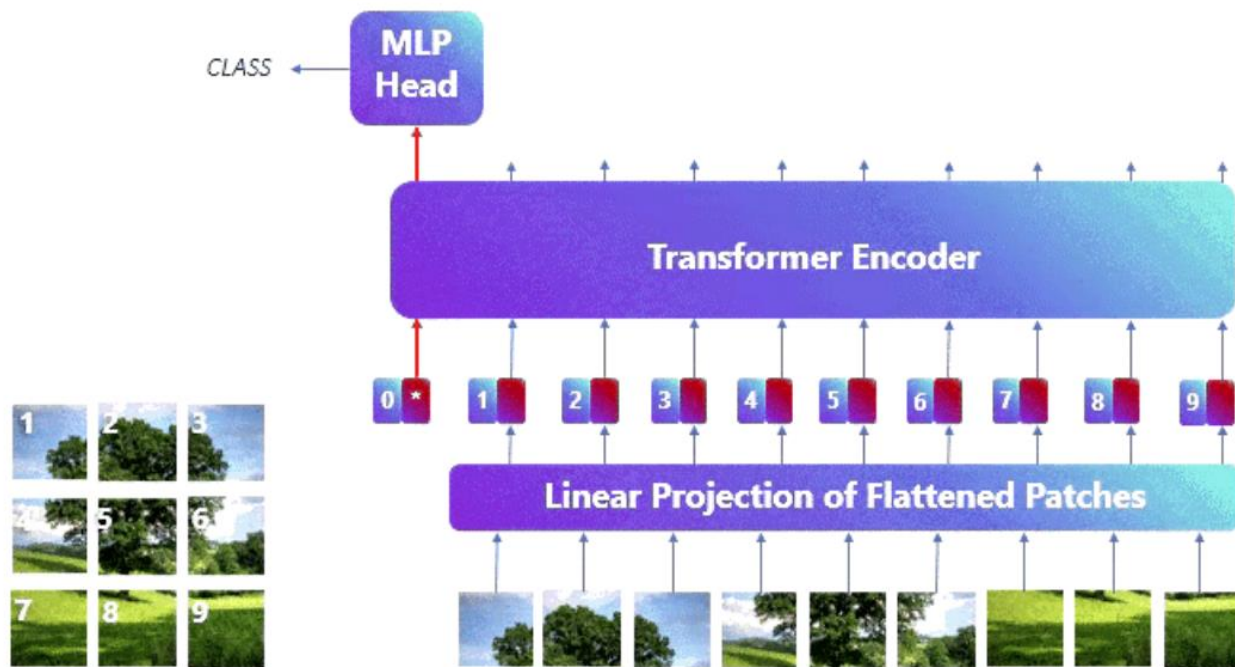 MLP
Head
CLASS
Transformer Encoder
0 * 1 2 3 4 5 6 7 8 9
Linear Projection of Flattened Patches
1 2 3
4 5 6
7 8 9